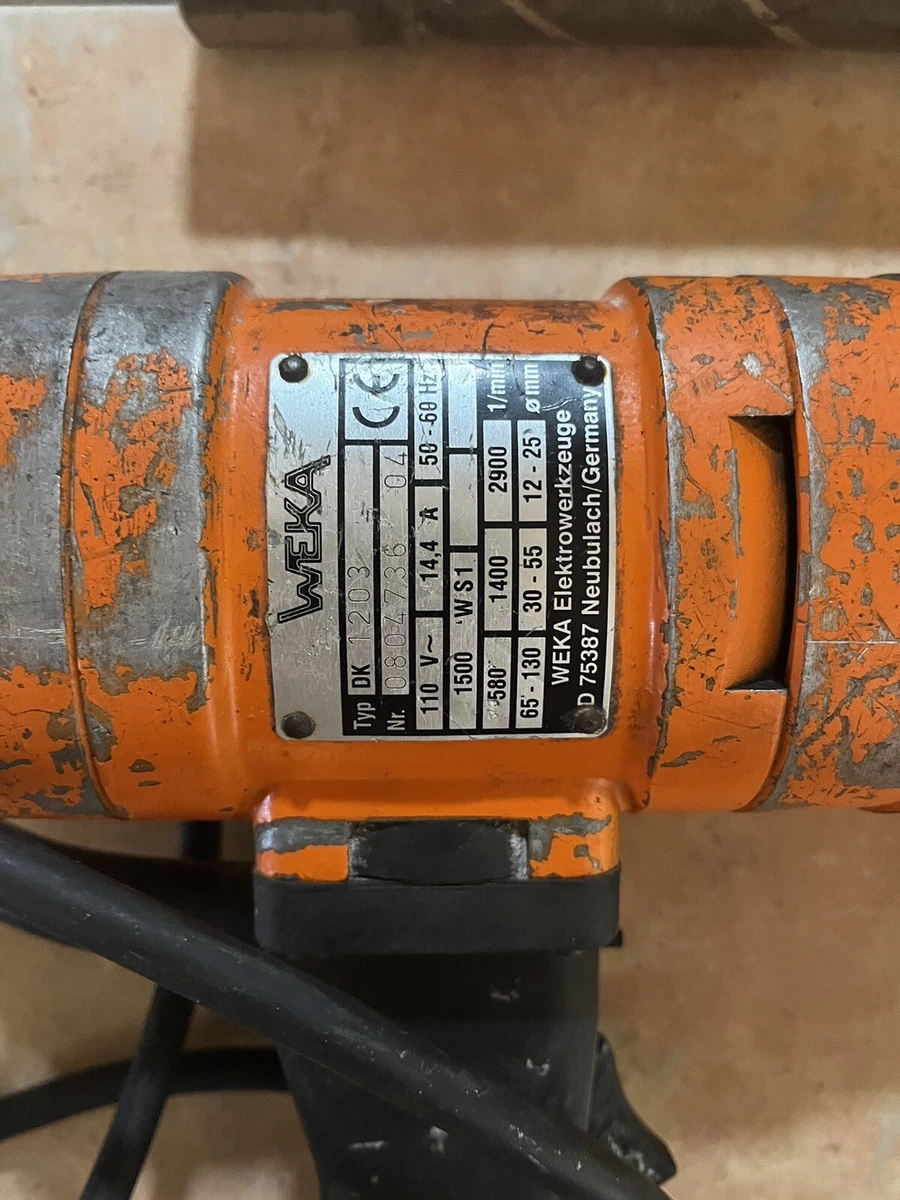 WEKA
Typ DK 1203 CE
Nr. 0804736 04
110 V~ 14,4 A 50 - 60 Hz
1500 W S1
580 1400 2900 1/min
65 - 130 30 - 55 12 - 25 ø mm
WEKA Elektrowerkzeuge
D 75387 Neubulach/Germany